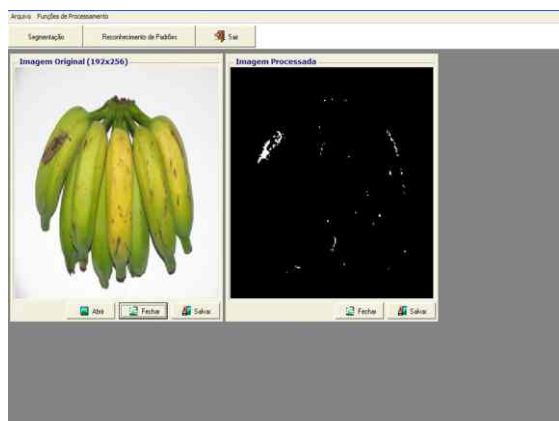 Arquivo Funções de Processamento
Segmentação Reconhecimento de Padrões Sair
Imagem Original (192x256) Imagem Processada
Abrir Fechar Salvar Fechar Salvar